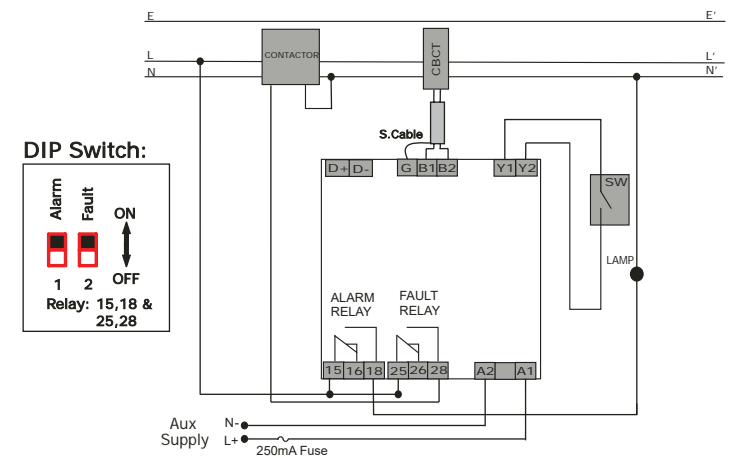 E E'
L L'
N N'
CONTACTOR
CBCT
S.Cable
DIP Switch:
Alarm
Fault
ON
OFF
1 2
Relay: 15,18 &
25,28
D+ D- G B1 B2 Y1 Y2
SW
LAMP
ALARM
RELAY
FAULT
RELAY
15 16 18 25 26 28 A2 A1
Aux
Supply
N-
L+
250mA Fuse